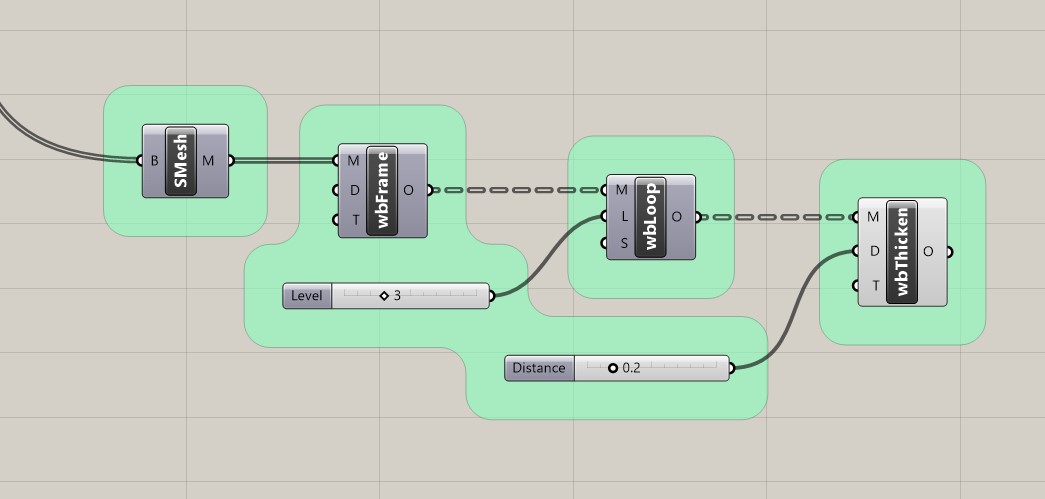 B SMesh M
M
D
T
wbFrame
O
M
L
S
wbLoop
O
M
D
T
wbThicken
O
Level 3
Distance 0.2